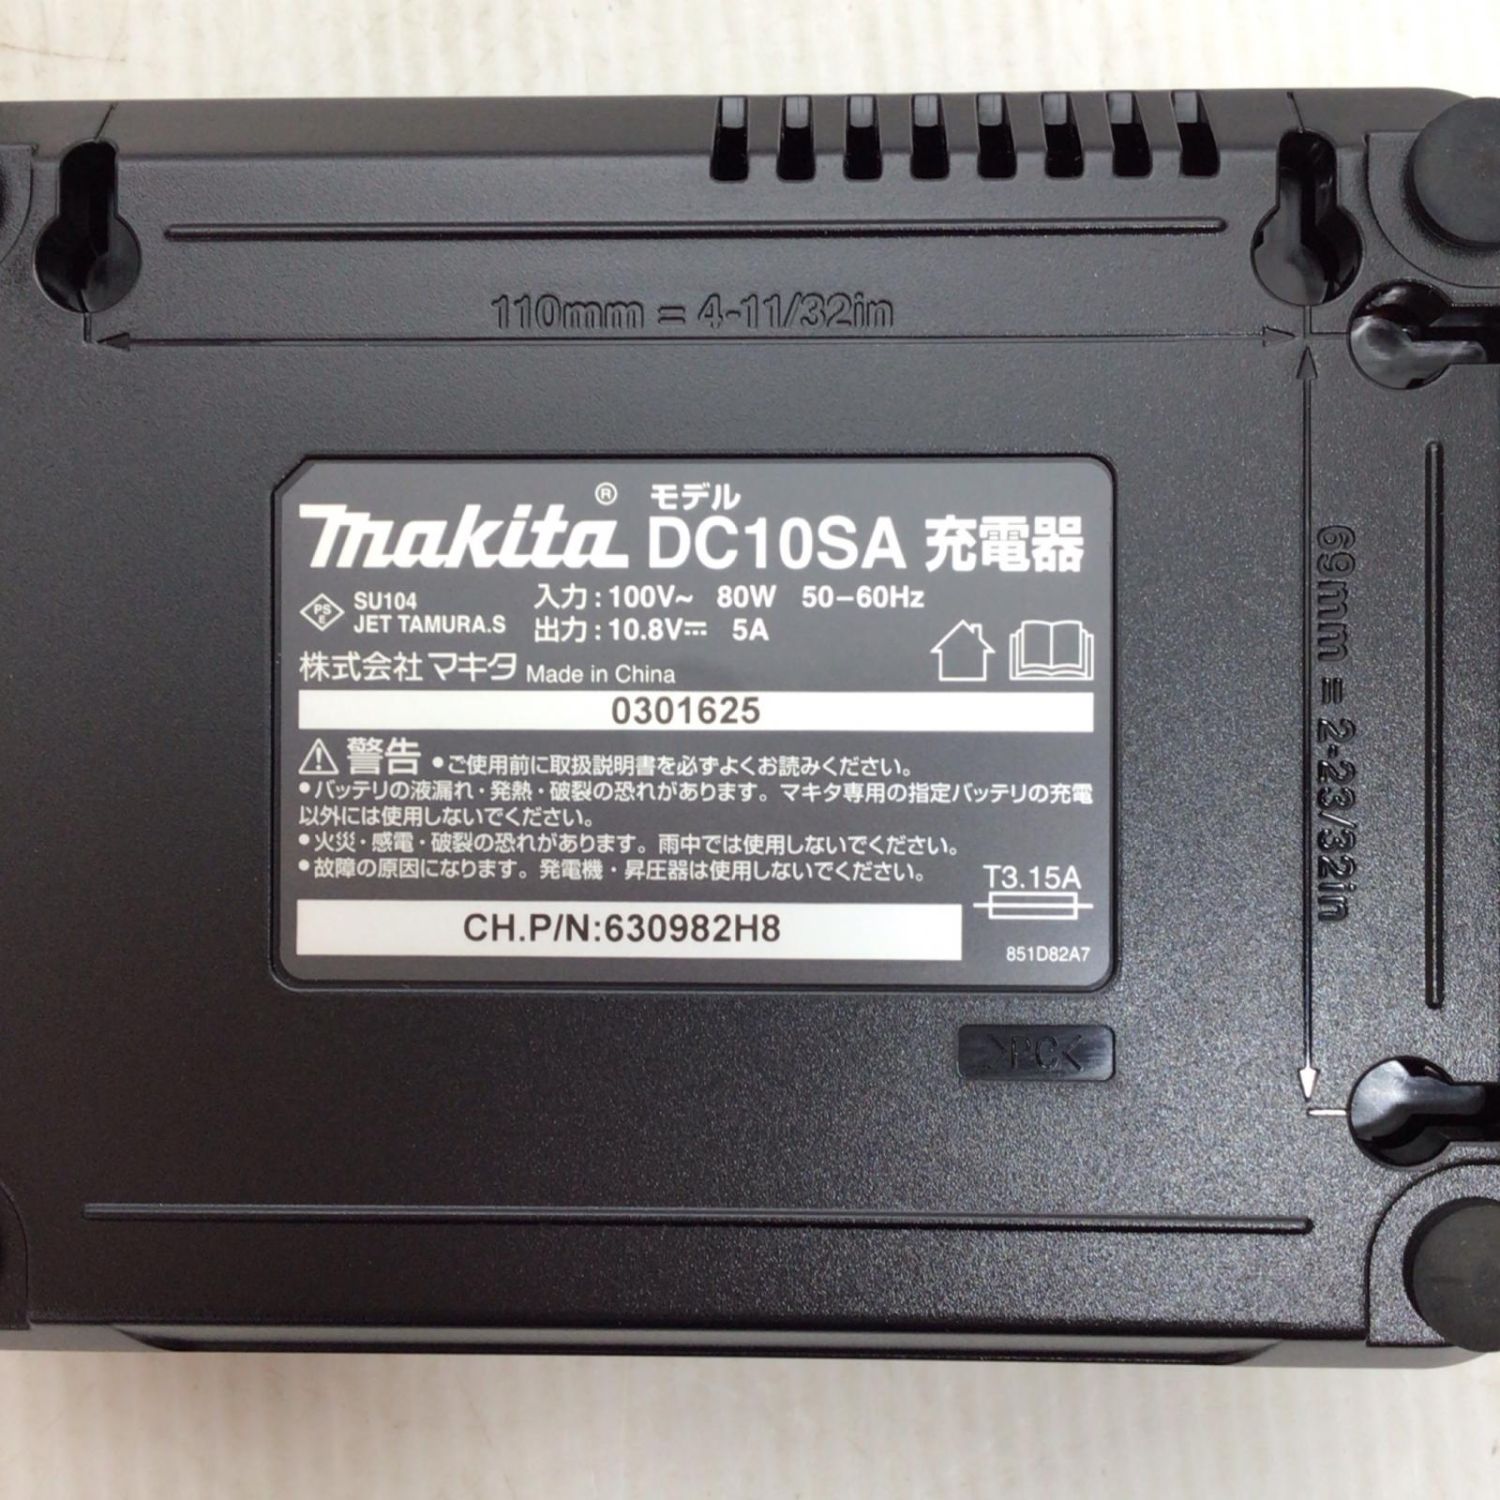 110mm = 4-11/32in
69mm = 2-23/32in
makita® モデル
DC10SA 充電器
PS
E
SU104
JET TAMURA.S
入力 : 100V~ 80W 50–60Hz
出力 : 10.8V⎓ 5A
株式会社 マキタ Made in China
0301625
⚠ 警告 •ご使用前に取扱説明書を必ずよくお読みください。
•バッテリの液漏れ・発熱・破裂の恐れがあります。マキタ専用の指定バッテリの充電
以外には使用しないでください。
•火災・感電・破裂の恐れがあります。雨中では使用しないでください。
•故障の原因になります。発電機・昇圧器は使用しないでください。
T3.15A
CH.P/N:630982H8
851D82A7
>PC<